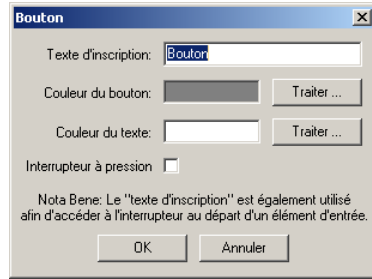 Bouton
Texte d'inscription: Bouton
Couleur du bouton: Traiter ...
Couleur du texte: Traiter ...
Interrupteur à pression
Nota Bene: Le "texte d'inscription" est également utilisé
afin d'accéder à l'interrupteur au départ d'un élément d'entrée.
OK Annuler